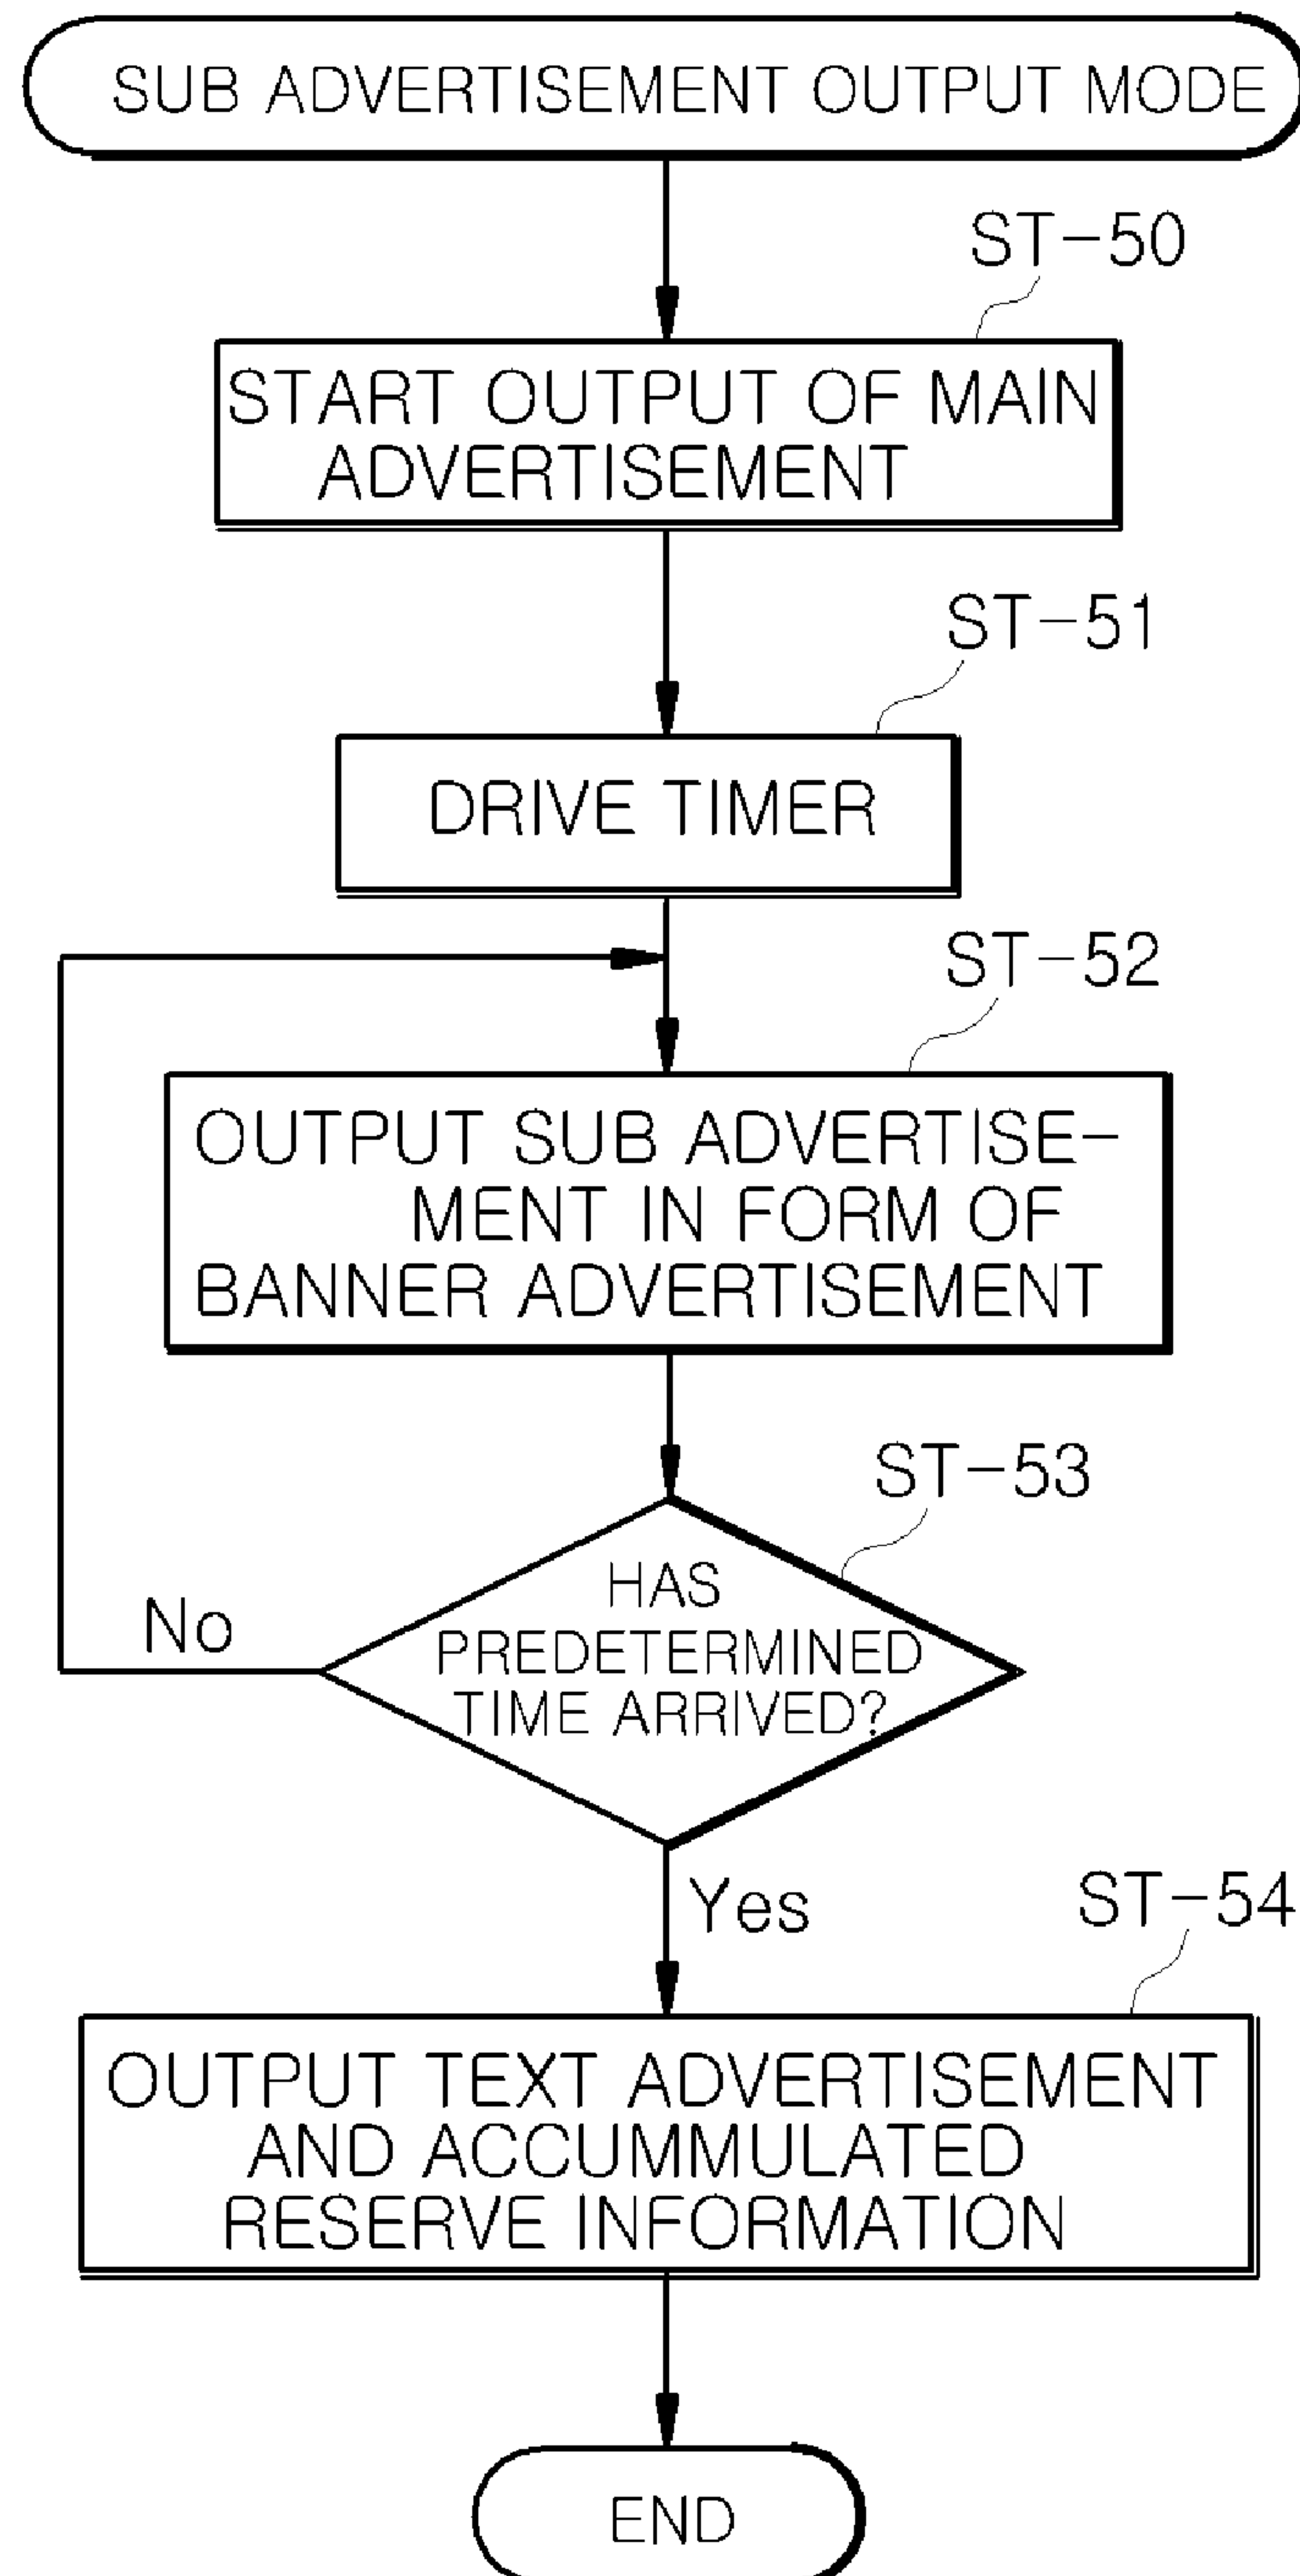 SUB ADVERTISEMENT OUTPUT MODE
ST-50
START OUTPUT OF MAIN
ADVERTISEMENT
ST-51
DRIVE TIMER
ST-52
OUTPUT SUB ADVERTISE-
MENT IN FORM OF
BANNER ADVERTISEMENT
ST-53
HAS
PREDETERMINED
TIME ARRIVED?
No
Yes
ST-54
OUTPUT TEXT ADVERTISEMENT
AND ACCUMMULATED
RESERVE INFORMATION
END